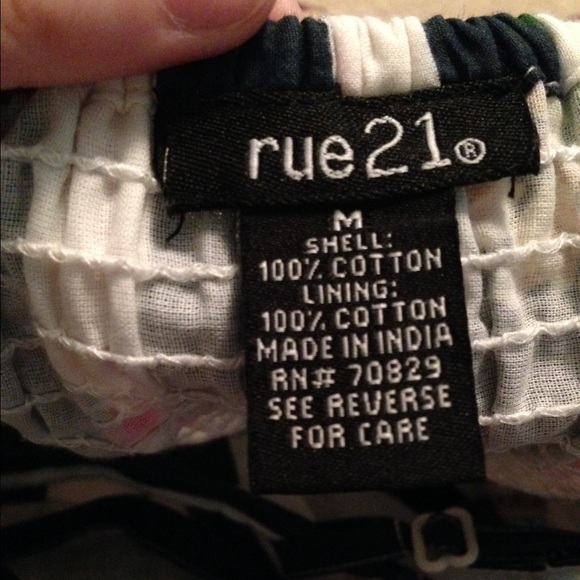 rue21®
M
SHELL:
100% COTTON
LINING:
100% COTTON
MADE IN INDIA
RN# 70829
SEE REVERSE
FOR CARE